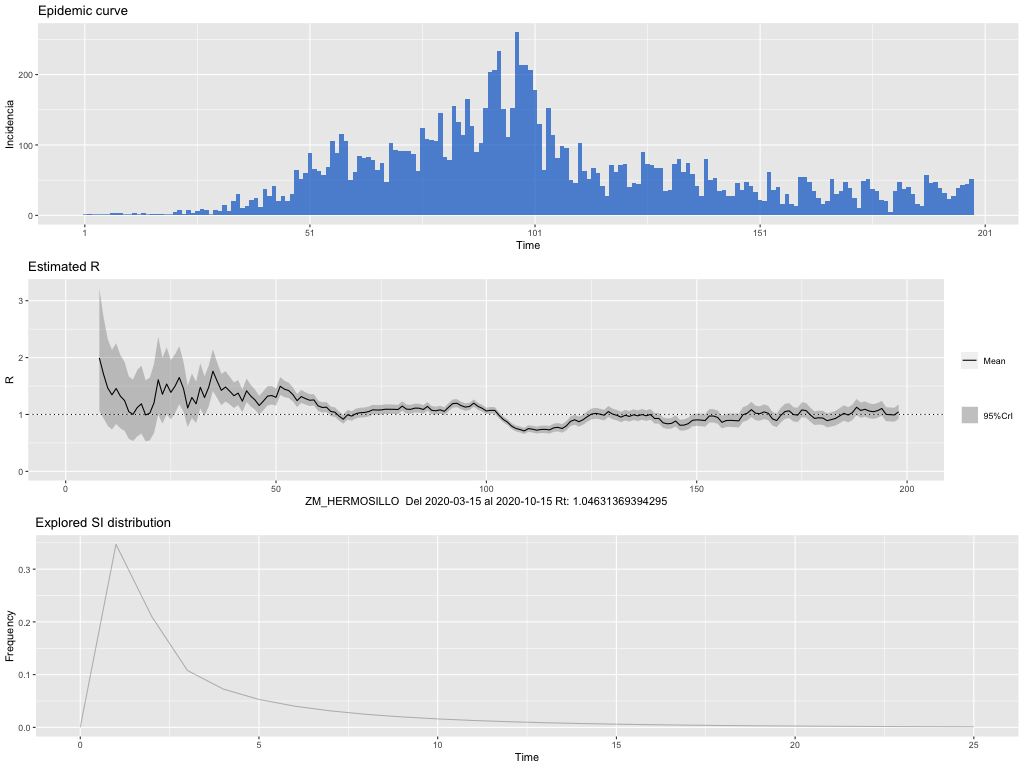 Epidemic curve
Incidencia
200
100
0
1 51 101 151 201
Time
Estimated R
R
3
2
1
0
Mean
95%CrI
0 50 100 150 200
ZM_HERMOSILLO Del 2020-03-15 al 2020-10-15 Rt: 1.04631369394295
Explored SI distribution
Frequency
0.3
0.2
0.1
0.0
0 5 10 15 20 25
Time